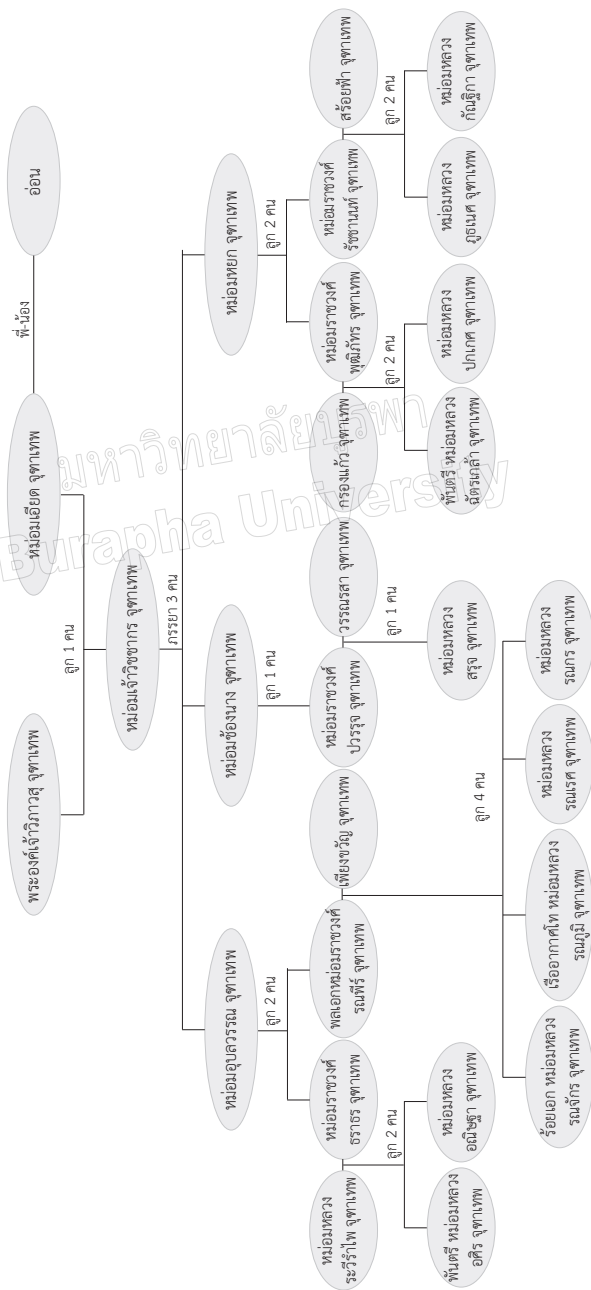 พระองค์เจ้าวิภาวสุ จุฑาเทพ
หม่อมเอียด จุฑาเทพ
พี่-น้อง
อ่อน
ลูก 1 คน
หม่อมเจ้าวิชชากร จุฑาเทพ
ภรรยา 3 คน
หม่อมอุบลวรรณ จุฑาเทพ
หม่อมช้องนาง จุฑาเทพ
หม่อมหยก จุฑาเทพ
ลูก 2 คน
ลูก 1 คน
ลูก 2 คน
หม่อมหลวง
ระวีรำไพ จุฑาเทพ
หม่อมราชวงศ์
ธราธร จุฑาเทพ
พลเอกหม่อมราชวงศ์
รณพีร์ จุฑาเทพ
เพียงขวัญ จุฑาเทพ
หม่อมราชวงศ์
ปวรรุจ จุฑาเทพ
วรรณรสา จุฑาเทพ
กรองแก้ว จุฑาเทพ
หม่อมราชวงศ์
พุฒิภัทร จุฑาเทพ
หม่อมราชวงศ์
รัชชานนท์ จุฑาเทพ
สร้อยฟ้า จุฑาเทพ
ลูก 2 คน
ลูก 1 คน
ลูก 2 คน
ลูก 2 คน
พันตรี หม่อมหลวง
อศิร จุฑาเทพ
หม่อมหลวง
อณิษฐา จุฑาเทพ
หม่อมหลวง
สรุจ จุฑาเทพ
พันตรี หม่อมหลวง
ฉัตรเกล้า จุฑาเทพ
หม่อมหลวง
ปกเกศ จุฑาเทพ
หม่อมหลวง
ภูธเนศ จุฑาเทพ
หม่อมหลวง
กัณฐิกา จุฑาเทพ
ลูก 4 คน
ร้อยเอก หม่อมหลวง
รณจักร จุฑาเทพ
เรืออากาศโท หม่อมหลวง
รณภูมิ จุฑาเทพ
หม่อมหลวง
รณเรศ จุฑาเทพ
หม่อมหลวง
รณกร จุฑาเทพ
มหาวิทยาลัยบูรพา
Burapha University